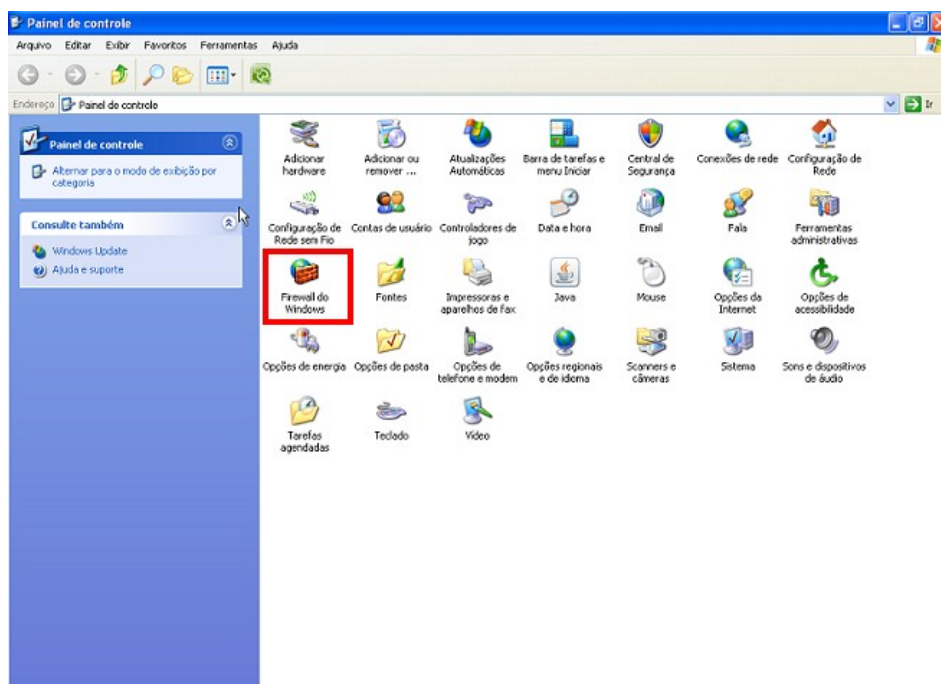 Painel de controle
Arquivo Editar Exibir Favoritos Ferramentas Ajuda
Endereço Painel de controle Ir
Painel de controle
Alternar para o modo de exibição por
categoria
Consulte também
Windows Update
Ajuda e suporte
Adicionar
hardware
Adicionar ou
remover ...
Atualizações
Automáticas
Barra de tarefas e
menu Iniciar
Central de
Segurança
Conexões de rede
Configuração de
Rede
Configuração de
Rede sem Fio
Contas de usuário
Controladores de
jogo
Data e hora
Email
Fala
Ferramentas
administrativas
Firewall do
Windows
Fontes
Impressoras e
aparelhos de fax
Java
Mouse
Opções da
Internet
Opções de
acessibilidade
Opções de energia
Opções de pasta
Opções de
telefone e modem
Opções regionais
e de idioma
Scanners e
câmeras
Sistema
Sons e dispositivos
de áudio
Tarefas
agendadas
Teclado
Vídeo